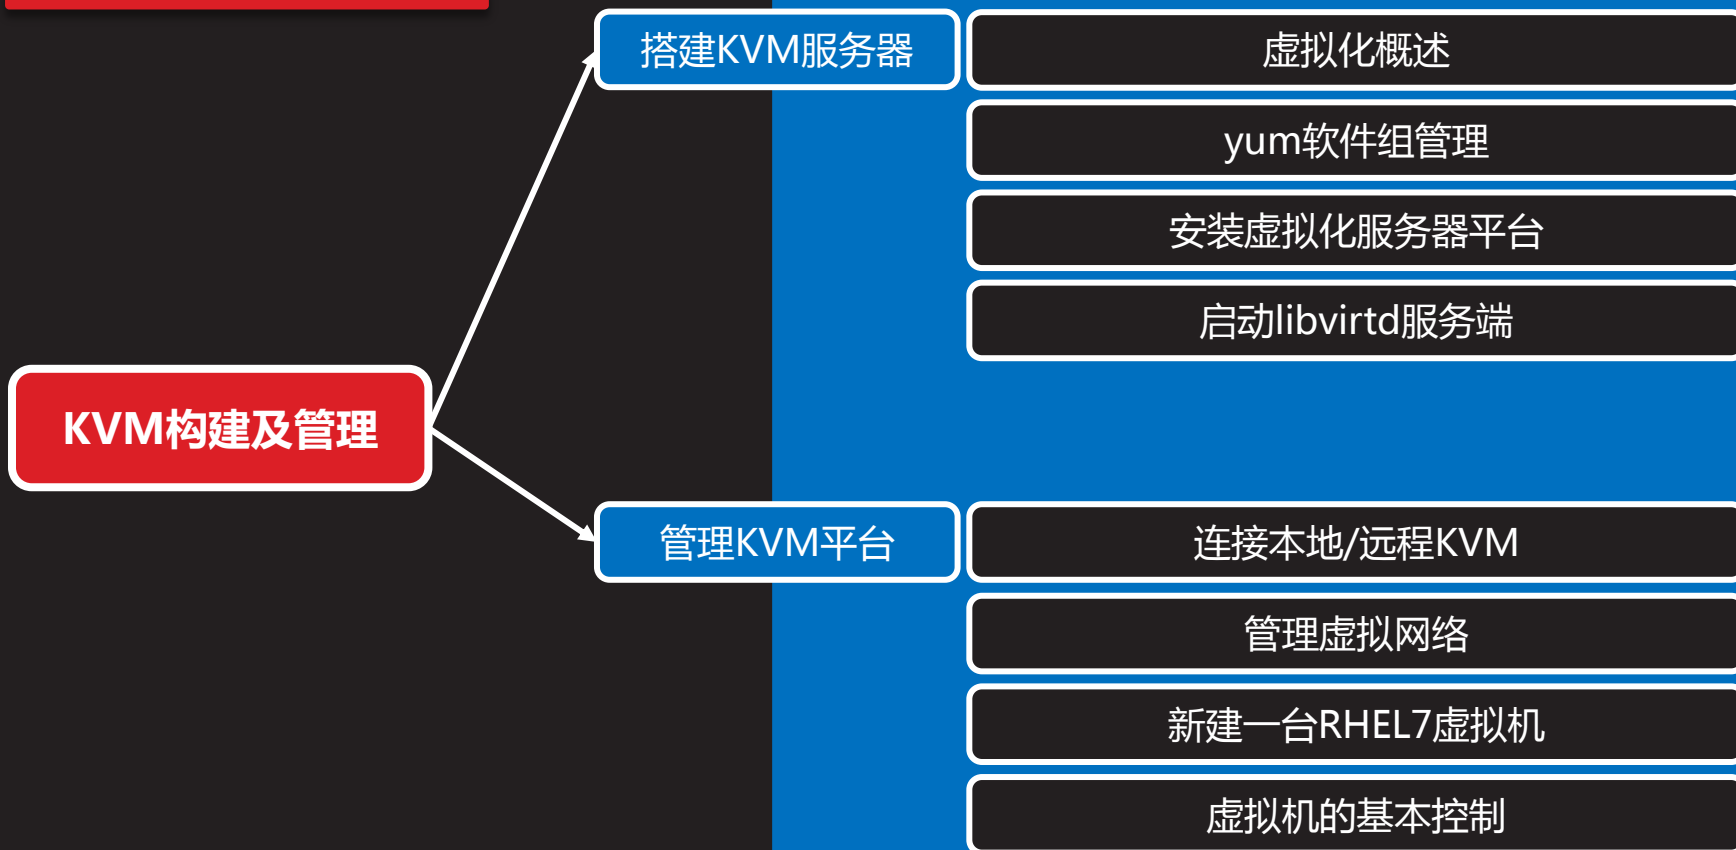 搭建KVM服务器
虚拟化概述
yum软件组管理
安装虚拟化服务器平台
启动libvirtd服务端
KVM构建及管理
管理KVM平台
连接本地/远程KVM
管理虚拟网络
新建一台RHEL7虚拟机
虚拟机的基本控制